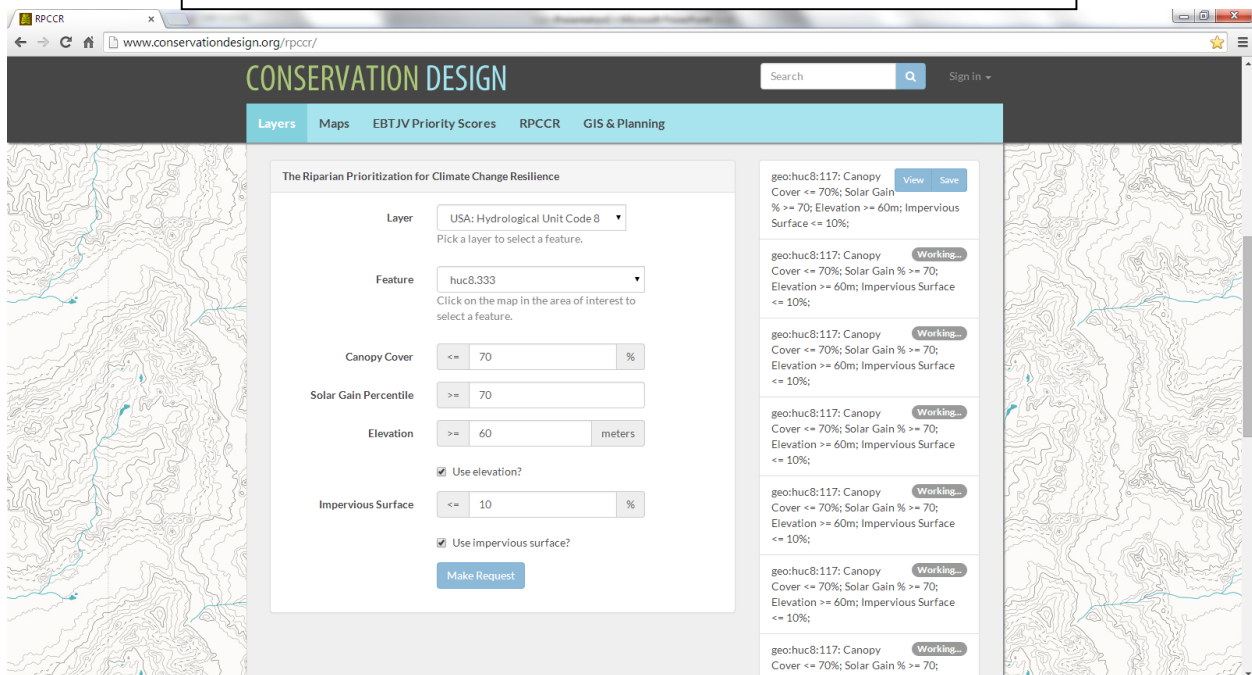 RPCCR
www.conservationdesign.org/rpccr/
CONSERVATION DESIGN
Search
Sign in
Layers Maps EBTJV Priority Scores RPCCR GIS & Planning
The Riparian Prioritization for Climate Change Resilience
Layer USA: Hydrological Unit Code 8
Pick a layer to select a feature.
Feature huc8.333
Click on the map in the area of interest to
select a feature.
Canopy Cover <= 70 %
Solar Gain Percentile >= 70
Elevation >= 60 meters
Use elevation?
Impervious Surface <= 10 %
Use impervious surface?
Make Request
geo:huc8:117: Canopy View Save
Cover <= 70%; Solar Gain
% >= 70; Elevation >= 60m; Impervious
Surface <= 10%;
geo:huc8:117: Canopy Working...
Cover <= 70%; Solar Gain % >= 70;
Elevation >= 60m; Impervious Surface
<= 10%;
geo:huc8:117: Canopy Working...
Cover <= 70%; Solar Gain % >= 70;
Elevation >= 60m; Impervious Surface
<= 10%;
geo:huc8:117: Canopy Working...
Cover <= 70%; Solar Gain % >= 70;
Elevation >= 60m; Impervious Surface
<= 10%;
geo:huc8:117: Canopy Working...
Cover <= 70%; Solar Gain % >= 70;
Elevation >= 60m; Impervious Surface
<= 10%;
geo:huc8:117: Canopy Working...
Cover <= 70%; Solar Gain % >= 70;
Elevation >= 60m; Impervious Surface
<= 10%;
geo:huc8:117: Canopy Working...
Cover <= 70%; Solar Gain % >= 70;